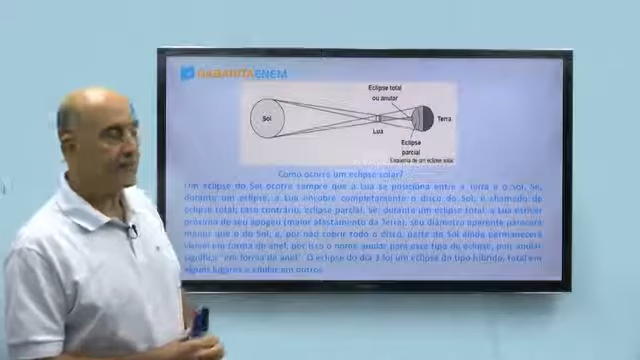 GABARITAENEM
Eclipse total
ou anular
Sol
Lua
Terra
Eclipse
parcial
Esquema de um eclipse solar
Como ocorre um eclipse solar?
Um eclipse do Sol ocorre sempre que a Lua se posiciona entre a Terra e o Sol. Se,
durante um eclipse, a Lua encobre completamente o disco do Sol, é chamado de
eclipse total; caso contrário, eclipse parcial. Se, durante um eclipse total, a Lua estiver
próxima de seu apogeu (maior afastamento da Terra), seu diâmetro aparente parecerá
menor que o do Sol, e, por não cobrir todo o disco, parte do Sol ainda permanecerá
visível em forma de anel, por isso o nome anular para esse tipo de eclipse, pois anular
significa "em forma de anel". O eclipse do dia 3 foi um eclipse do tipo híbrido, total em
alguns lugares e anular em outros.